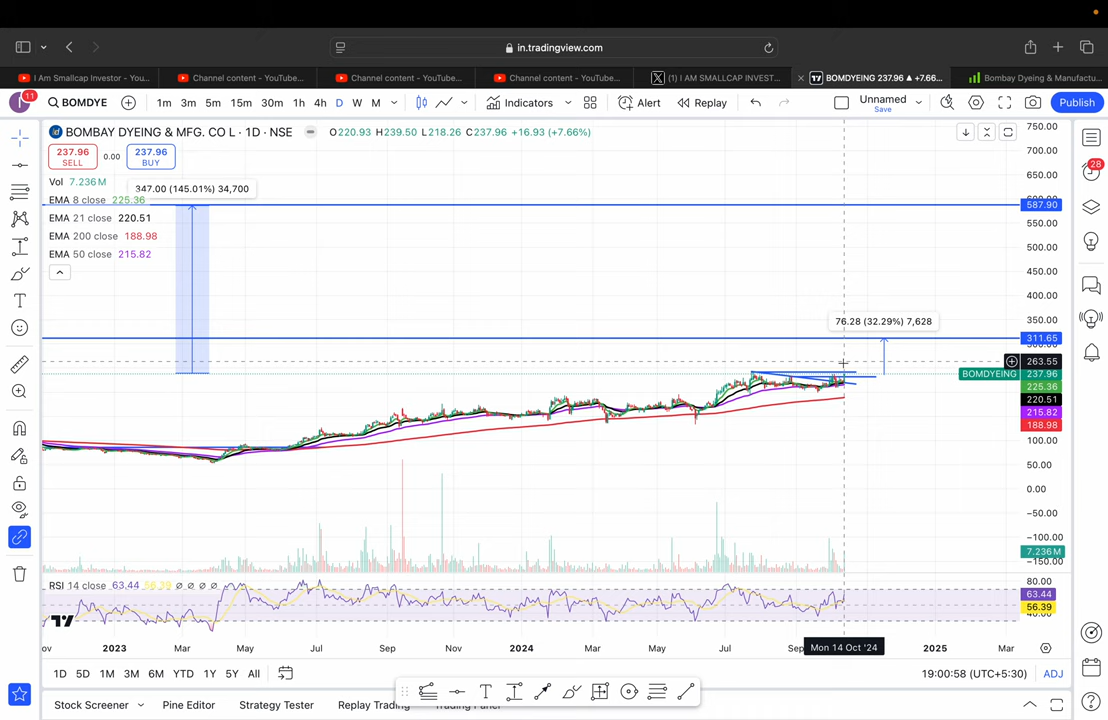 in.tradingview.com
I Am Smallcap Investor - You...
Channel content - YouTube...
Channel content - YouTube...
Channel content - YouTube...
(1) I AM SMALLCAP INVEST...
BOMDYEING 237.96 ▲ +7.66...
Bombay Dyeing & Manufactu...
11
BOMDYE
1m 3m 5m 15m 30m 1h 4h D W M
Indicators
Alert
Replay
Unnamed
Save
Publish
BOMBAY DYEING & MFG. CO L · 1D · NSE
O220.93 H239.50 L218.26 C237.96 +16.93 (+7.66%)
237.96
SELL
0.00
237.96
BUY
Vol 7.236M
347.00 (145.01%) 34,700
EMA 8 close 225.36
EMA 21 close 220.51
EMA 200 close 188.98
EMA 50 close 215.82
76.28 (32.29%) 7,628
750.00
700.00
650.00
587.90
550.00
500.00
450.00
400.00
350.00
311.65
263.55
BOMDYEING 237.96
225.36
220.51
215.82
188.98
100.00
50.00
0.00
−50.00
−100.00
7.236M
−150.00
28
RSI 14 close 63.44 56.39 ∅ ∅ ∅ ∅
80.00
63.44
56.39
ov 2023 Mar May Jul Sep Nov 2024 Mar May Jul Sep Mon 14 Oct '24 2025 Mar
1D 5D 1M 3M 6M YTD 1Y 5Y All
19:00:58 (UTC+5:30)
ADJ
Stock Screener
Pine Editor
Strategy Tester
Replay Trading
Trading Panel